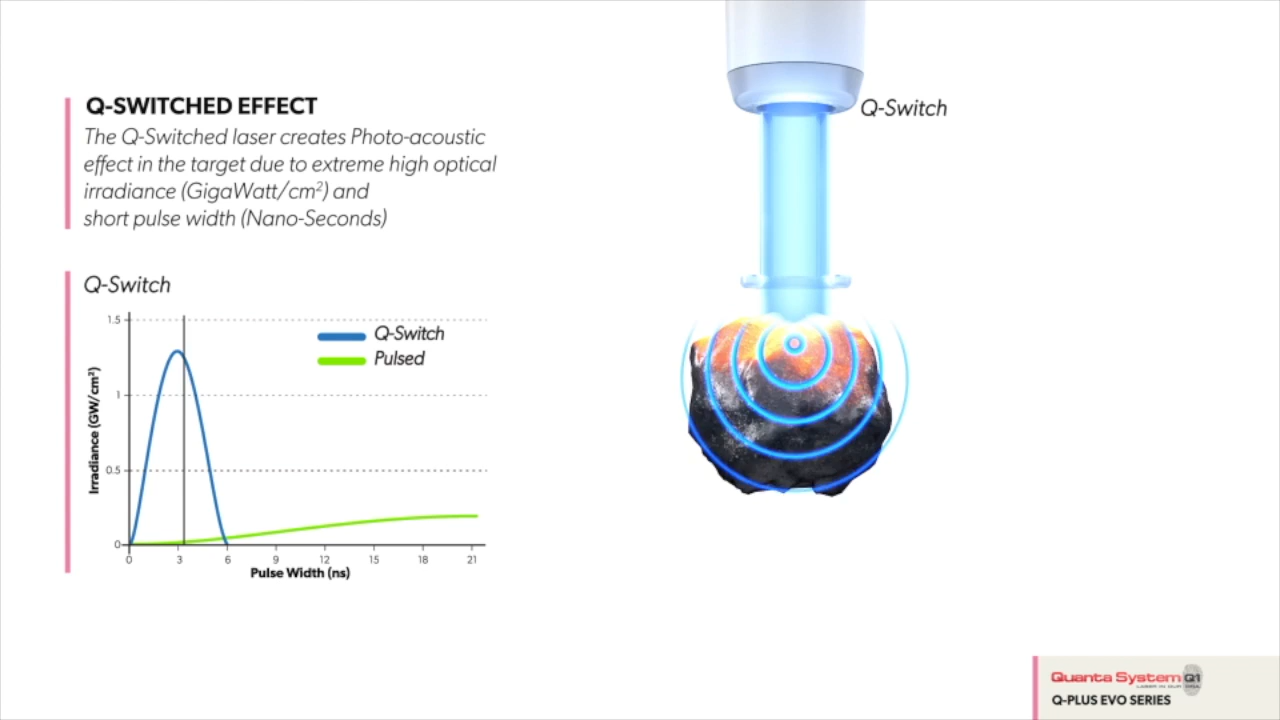 Q-SWITCHED EFFECT
The Q-Switched laser creates Photo-acoustic
effect in the target due to extreme high optical
irradiance (GigaWatt/cm²) and
short pulse width (Nano-Seconds)
Q-Switch
Q-Switch
1.5
1
0.5
0
Irradiance (GW/cm²)
Q-Switch
Pulsed
0 3 6 9 12 15 18 21
Pulse Width (ns)
Quanta System Q1
Q-PLUS EVO SERIES